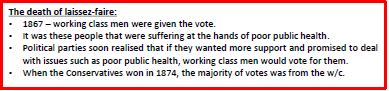 The death of laissez-faire:
• 1867 – working class men were given the vote.
• It was these people that were suffering at the hands of poor public health.
• Political parties soon realised that if they wanted more support and promised to deal
with issues such as poor public health, working class men would vote for them.
• When the Conservatives won in 1874, the majority of votes was from the w/c.